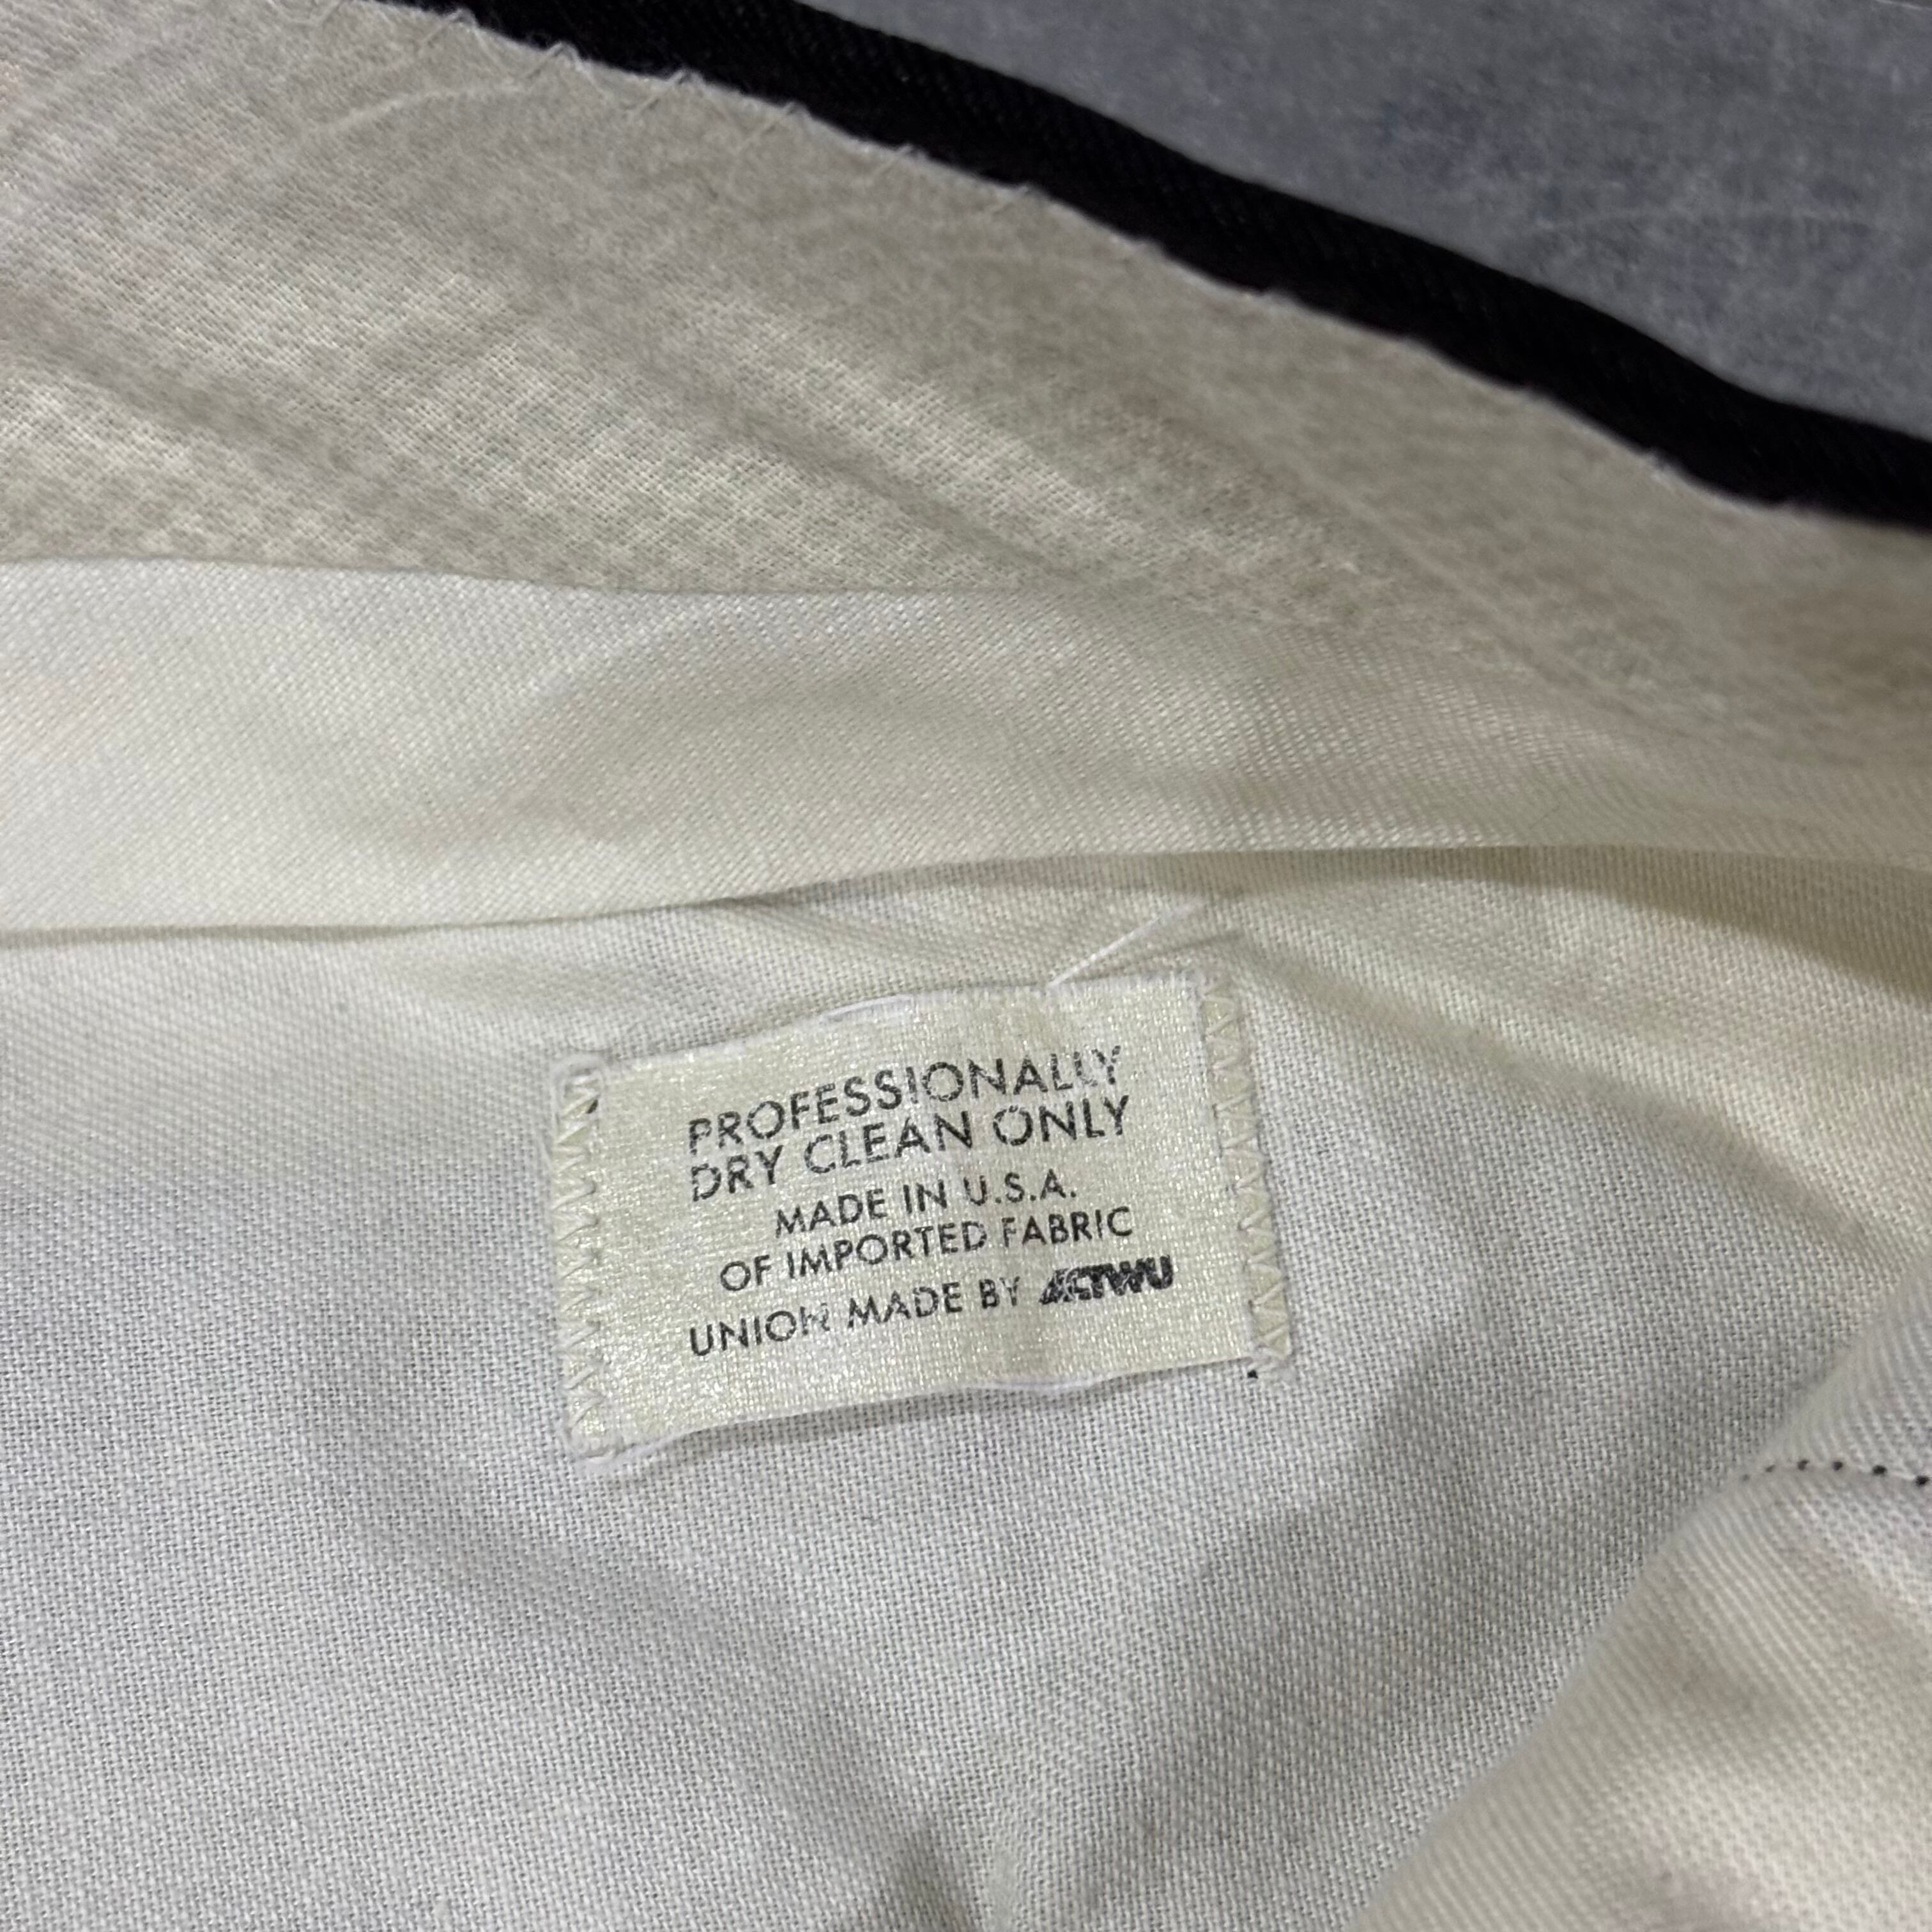 PROFESSIONALLY
DRY CLEAN ONLY
MADE IN U.S.A.
OF IMPORTED FABRIC
UNION MADE BY ACTWU